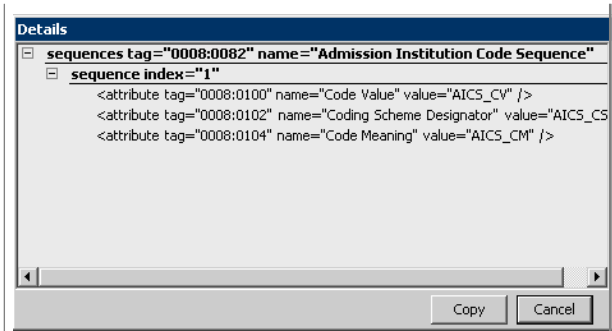 Details
sequences tag="0008:0082" name="Admission Institution Code Sequence"
sequence index="1"
<attribute tag="0008:0100" name="Code Value" value="AICS_CV" />
<attribute tag="0008:0102" name="Coding Scheme Designator" value="AICS_CS
<attribute tag="0008:0104" name="Code Meaning" value="AICS_CM" />
Copy Cancel